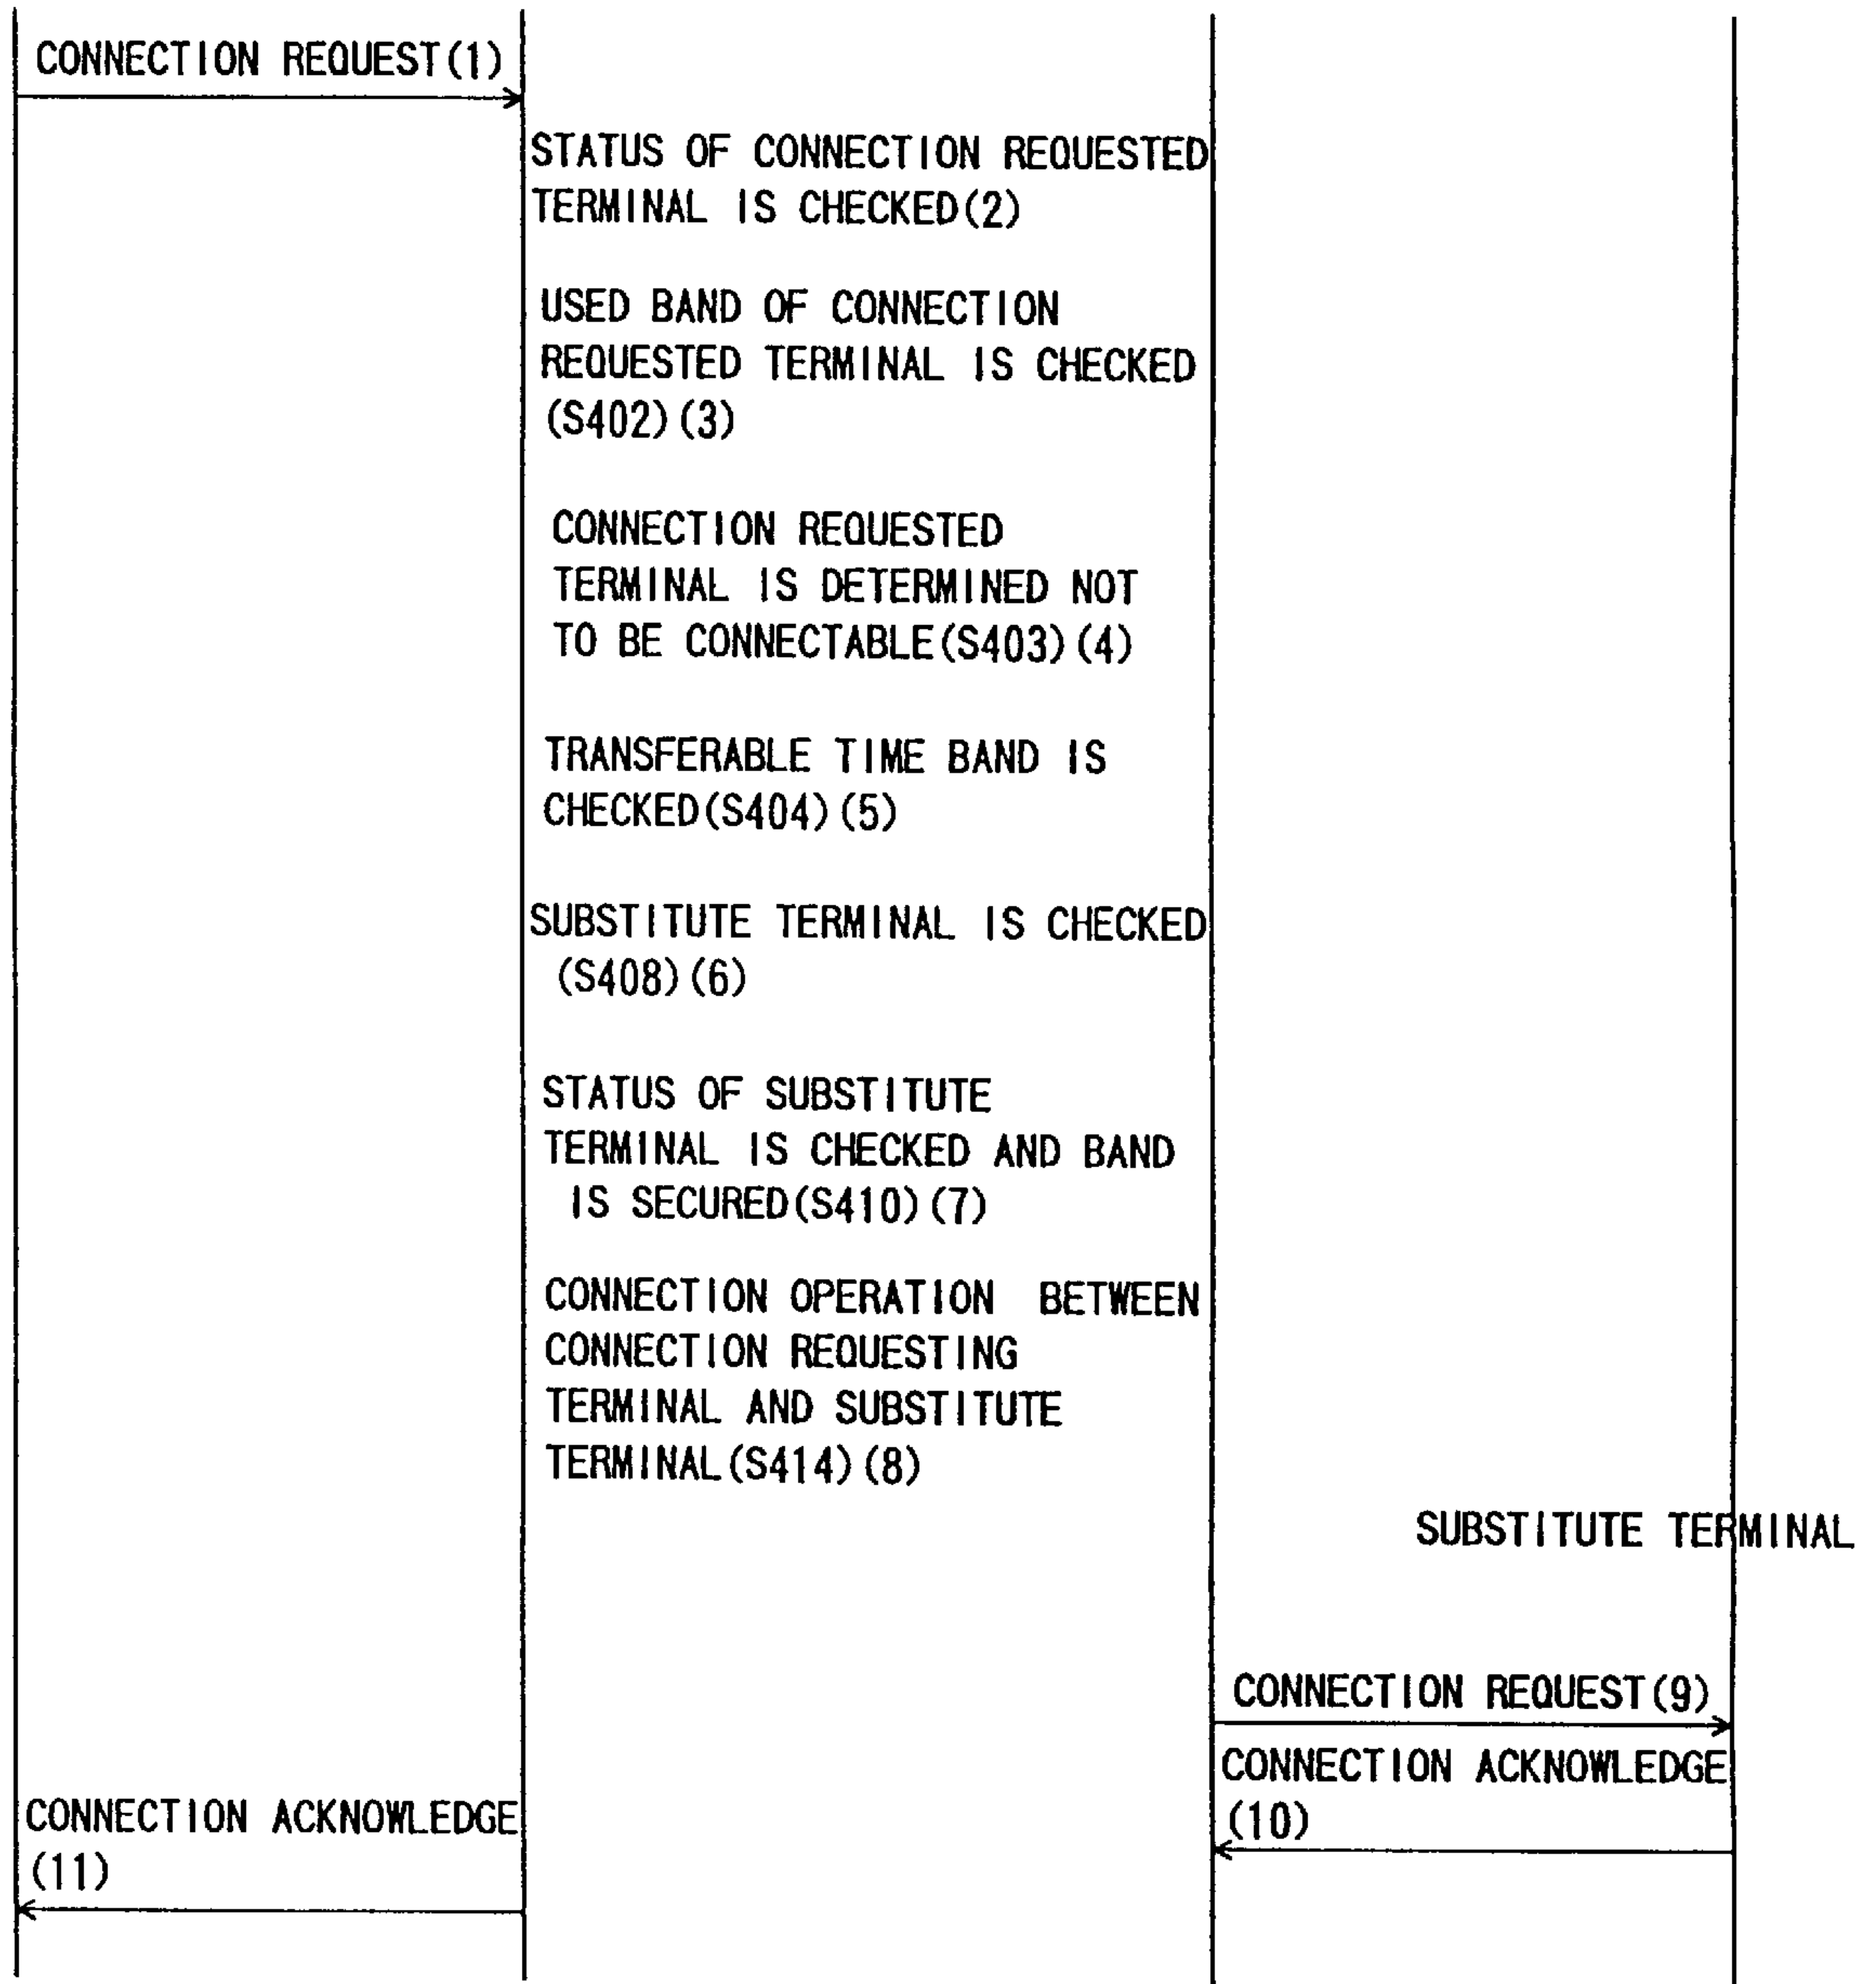 CONNECTION REQUEST(1)
STATUS OF CONNECTION REQUESTED
TERMINAL IS CHECKED(2)
USED BAND OF CONNECTION
REQUESTED TERMINAL IS CHECKED
(S402)(3)
CONNECTION REQUESTED
TERMINAL IS DETERMINED NOT
TO BE CONNECTABLE(S403)(4)
TRANSFERABLE TIME BAND IS
CHECKED(S404)(5)
SUBSTITUTE TERMINAL IS CHECKED
(S408)(6)
STATUS OF SUBSTITUTE
TERMINAL IS CHECKED AND BAND
IS SECURED(S410)(7)
CONNECTION OPERATION BETWEEN
CONNECTION REQUESTING
TERMINAL AND SUBSTITUTE
TERMINAL(S414)(8)
SUBSTITUTE TERMINAL
CONNECTION REQUEST(9)
CONNECTION ACKNOWLEDGE
(10)
CONNECTION ACKNOWLEDGE
(11)